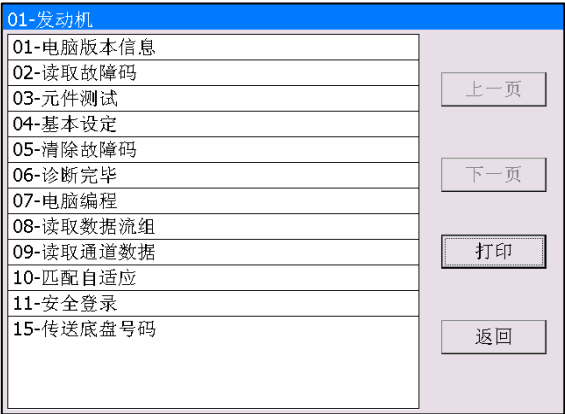 01-发动机
01-电脑版本信息
02-读取故障码
03-元件测试
04-基本设定
05-清除故障码
06-诊断完毕
07-电脑编程
08-读取数据流组
09-读取通道数据
10-匹配自适应
11-安全登录
15-传送底盘号码
上一页
下一页
打印
返回